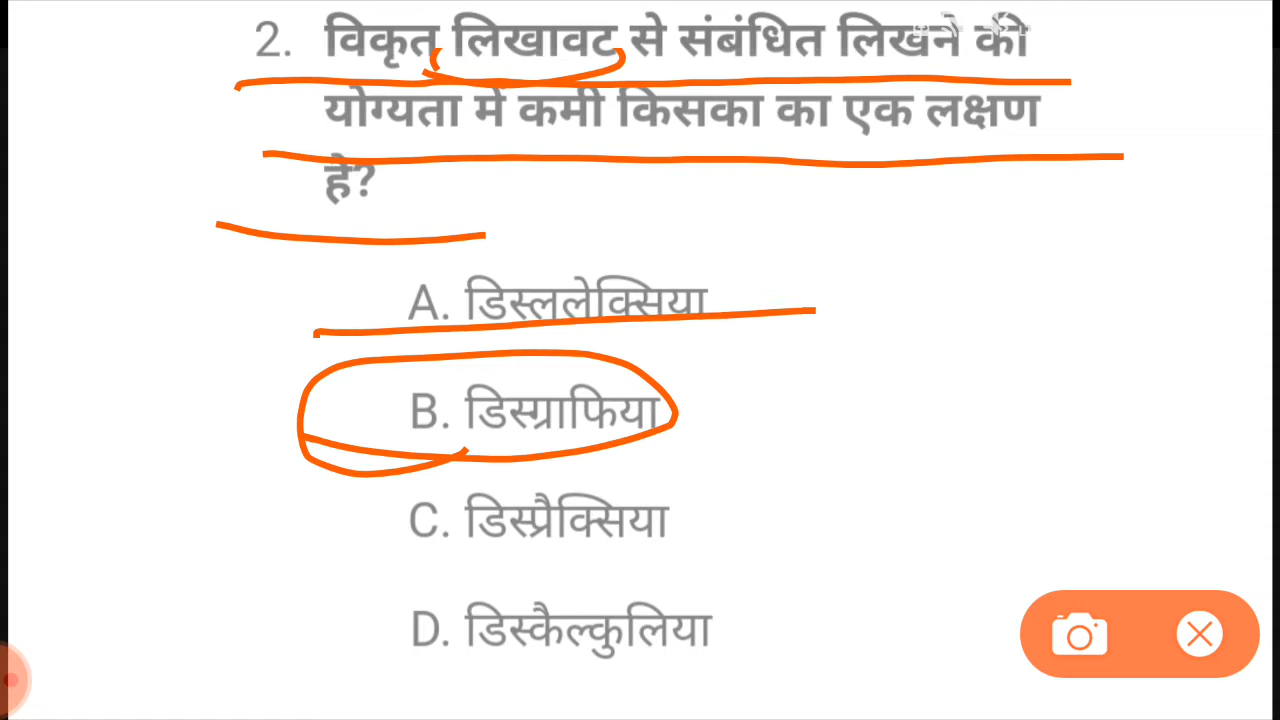 2. विकृत लिखावट से संबंधित लिखने की
योग्यता में कमी किसका का एक लक्षण
है?
A. डिस्ललेक्सिया
B. डिस्ग्राफिया
C. डिस्प्रैक्सिया
D. डिस्कैल्कुलिया